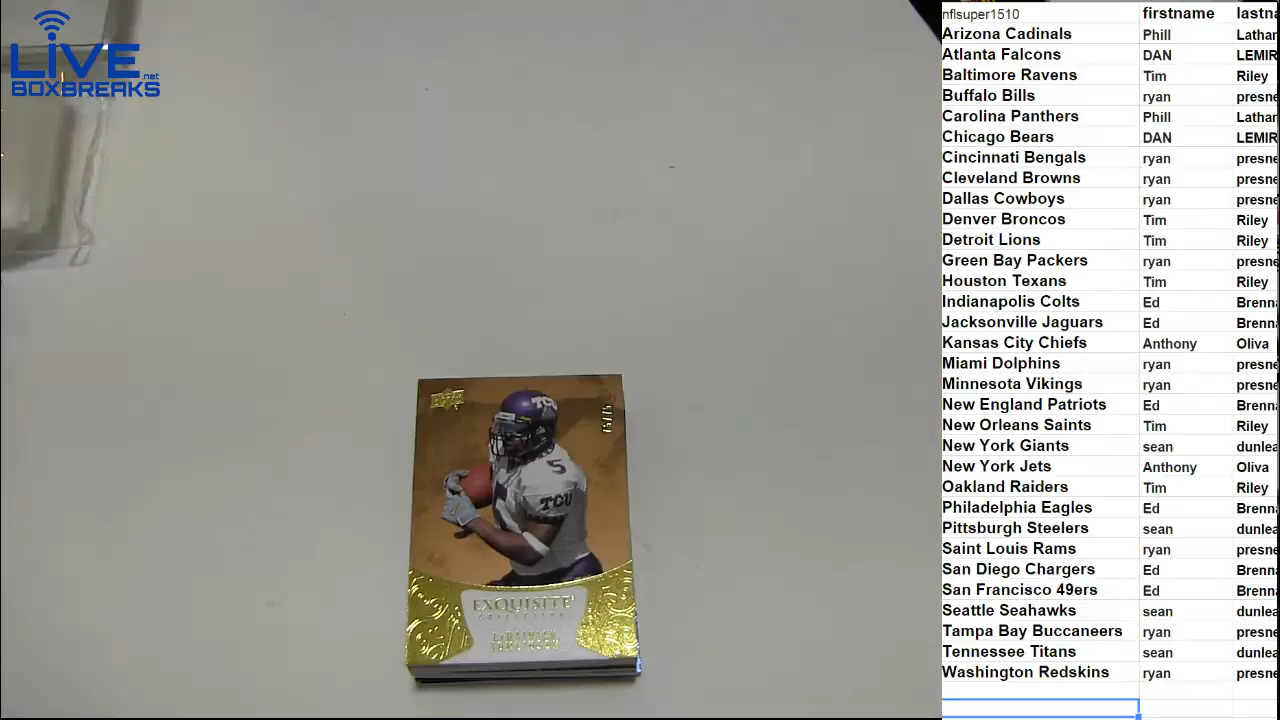 LIVE.net
BOXBREAKS
TCU
5
TCU
EXQUISITE
COLLECTION
LADAINIAN
TOMLINSON
nflsuper1510 firstname lastna
Arizona Cadinals Phill Lathan
Atlanta Falcons DAN LEMIR
Baltimore Ravens Tim Riley
Buffalo Bills ryan presne
Carolina Panthers Phill Lathan
Chicago Bears DAN LEMIR
Cincinnati Bengals ryan presne
Cleveland Browns ryan presne
Dallas Cowboys ryan presne
Denver Broncos Tim Riley
Detroit Lions Tim Riley
Green Bay Packers ryan presne
Houston Texans Tim Riley
Indianapolis Colts Ed Brenna
Jacksonville Jaguars Ed Brenna
Kansas City Chiefs Anthony Oliva
Miami Dolphins ryan presne
Minnesota Vikings ryan presne
New England Patriots Ed Brenna
New Orleans Saints Tim Riley
New York Giants sean dunlea
New York Jets Anthony Oliva
Oakland Raiders Tim Riley
Philadelphia Eagles Ed Brenna
Pittsburgh Steelers sean dunlea
Saint Louis Rams ryan presne
San Diego Chargers Ed Brenna
San Francisco 49ers Ed Brenna
Seattle Seahawks sean dunlea
Tampa Bay Buccaneers ryan presne
Tennessee Titans sean dunlea
Washington Redskins ryan presne